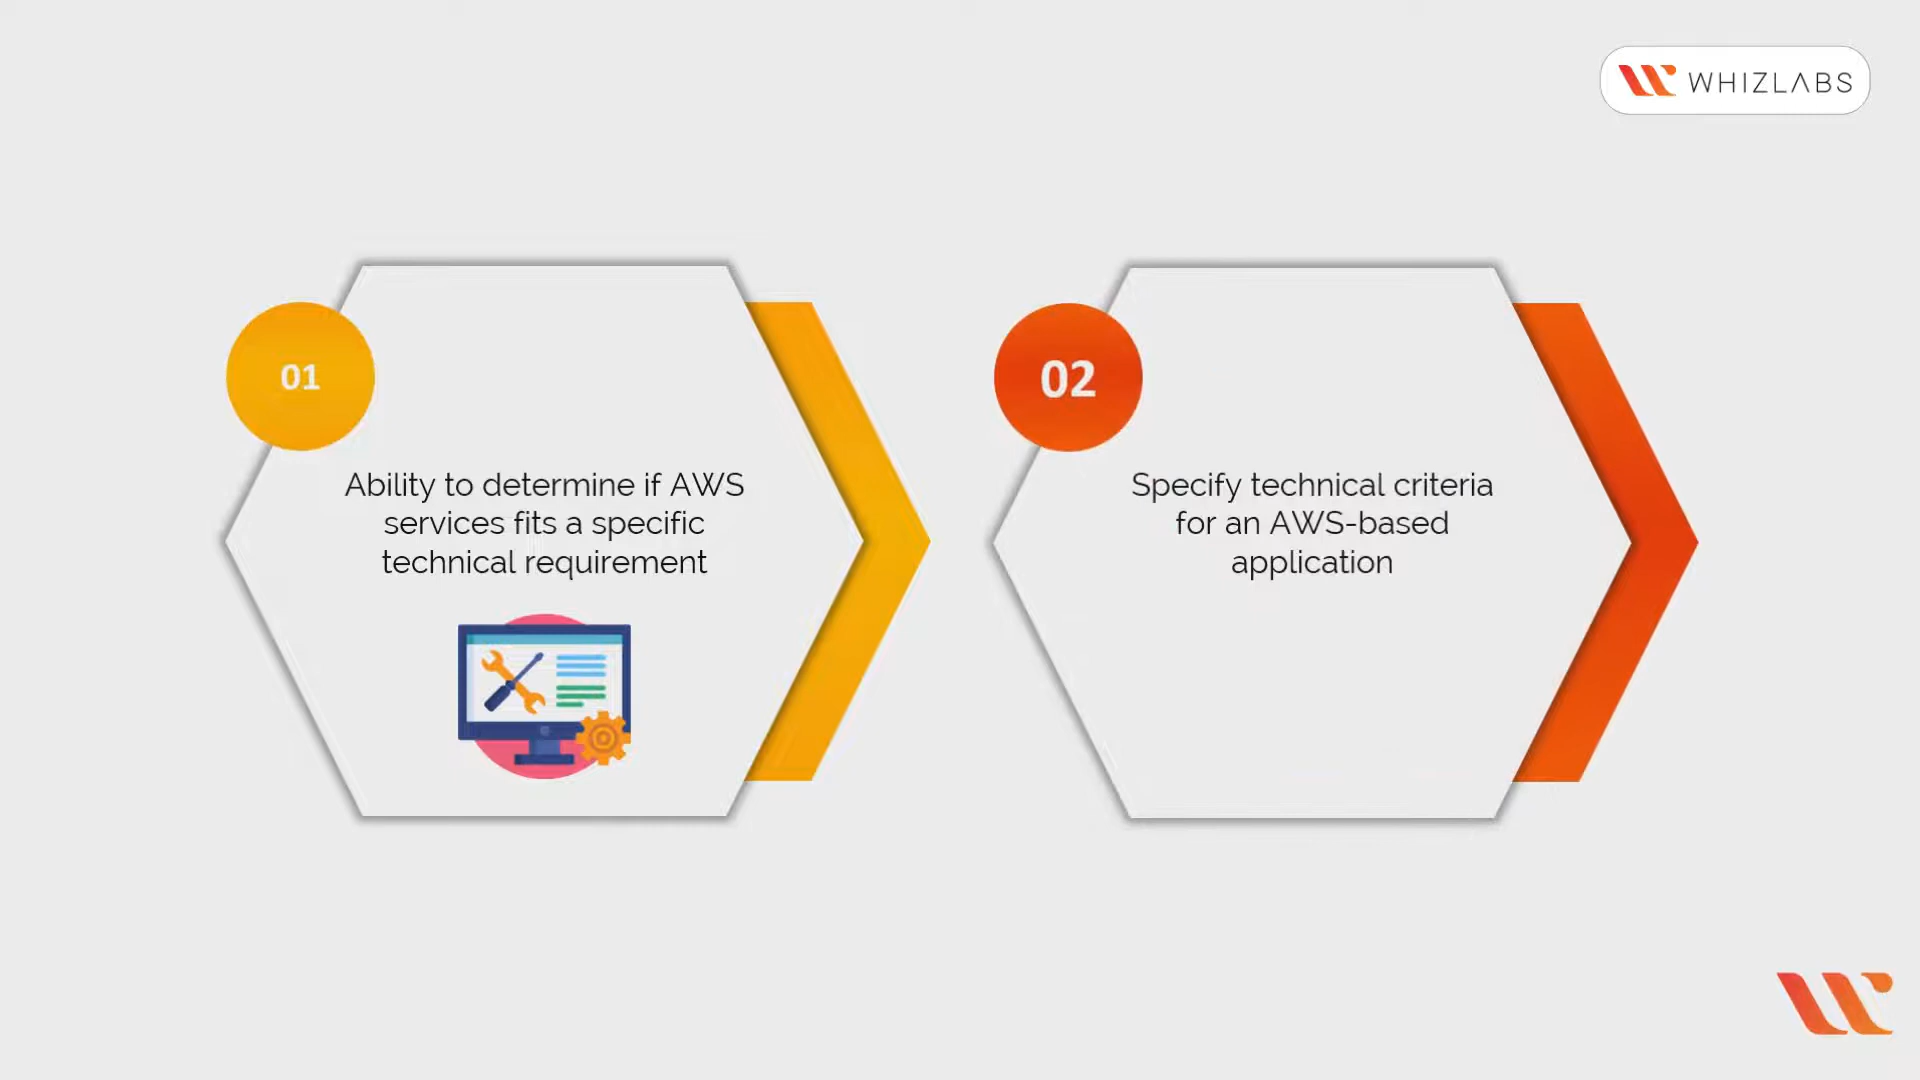 WHIZLABS
01
Ability to determine if AWS
services fits a specific
technical requirement
02
Specify technical criteria
for an AWS-based
application